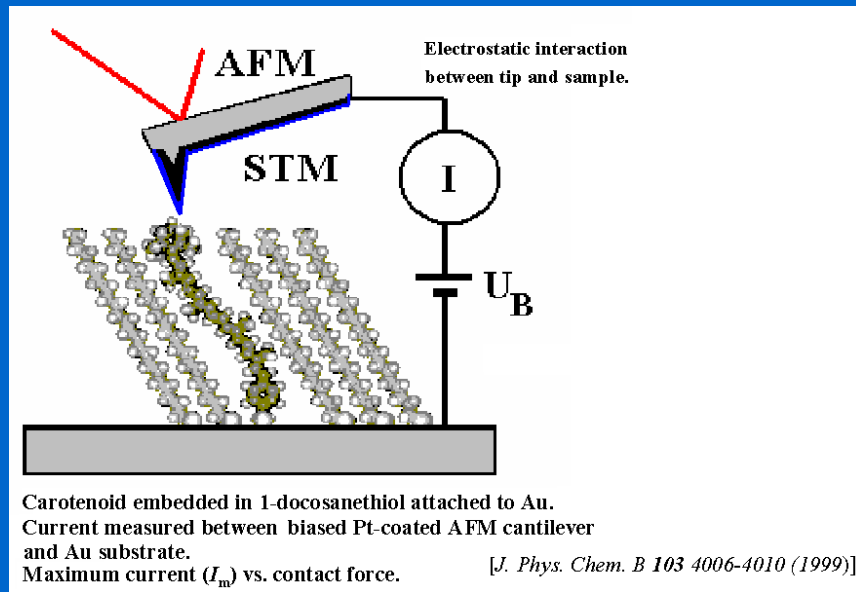 AFM
Electrostatic interaction
between tip and sample.
STM
I
U_B
Carotenoid embedded in 1-docosanethiol attached to Au.
Current measured between biased Pt-coated AFM cantilever
and Au substrate.
Maximum current (I_m) vs. contact force.
[J. Phys. Chem. B 103 4006-4010 (1999)]